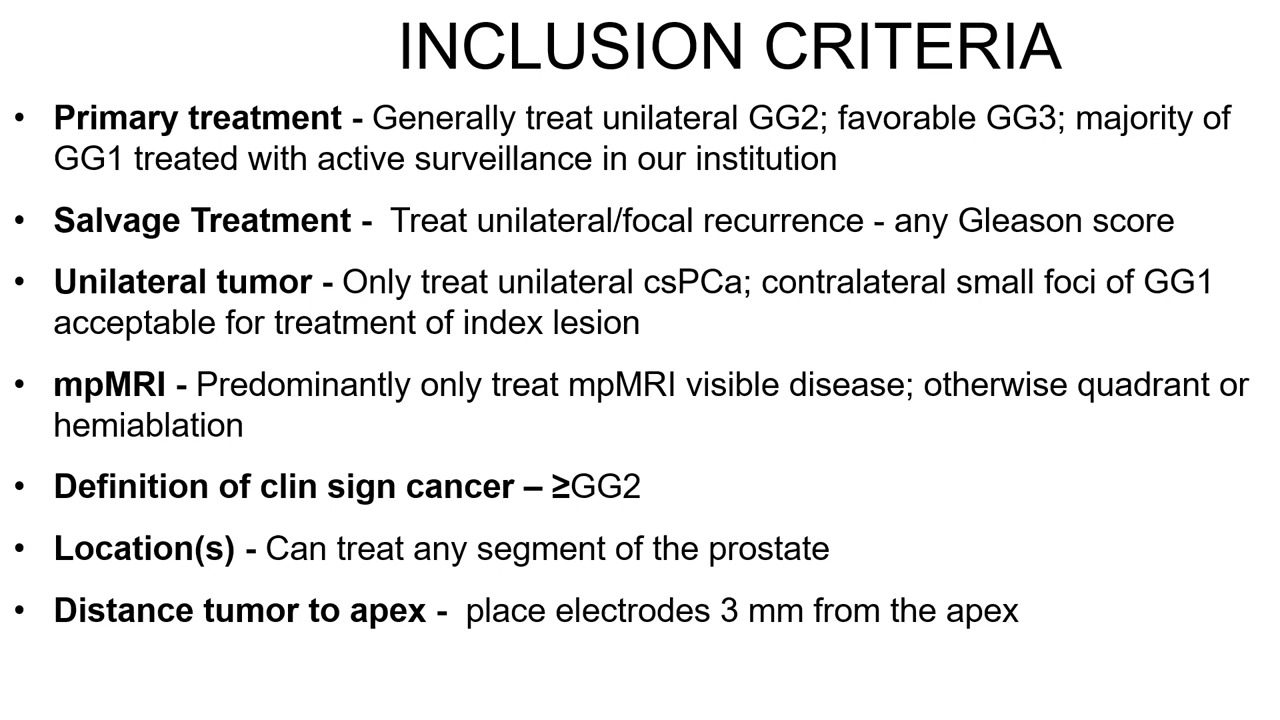 INCLUSION CRITERIA
• Primary treatment - Generally treat unilateral GG2; favorable GG3; majority of
GG1 treated with active surveillance in our institution
• Salvage Treatment -  Treat unilateral/focal recurrence - any Gleason score
• Unilateral tumor - Only treat unilateral csPCa; contralateral small foci of GG1
acceptable for treatment of index lesion
• mpMRI - Predominantly only treat mpMRI visible disease; otherwise quadrant or
hemiablation
• Definition of clin sign cancer – ≥GG2
• Location(s) - Can treat any segment of the prostate
• Distance tumor to apex -  place electrodes 3 mm from the apex